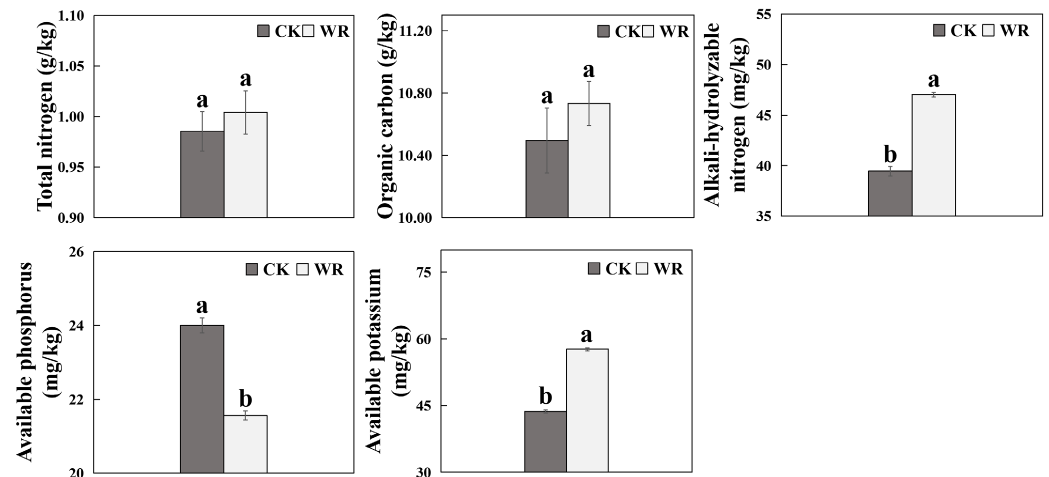 Total nitrogen (g/kg)
1.10
1.05
1.00
0.95
0.90
CK WR
a
a
Organic carbon (g/kg)
11.20
10.80
10.40
10.00
CK WR
a
a
Alkali-hydrolyzable
nitrogen (mg/kg)
55
50
45
40
35
CK WR
b
a
Available phosphorus
(mg/kg)
26
24
22
20
CK WR
a
b
Available potassium
(mg/kg)
75
60
45
30
CK WR
b
a